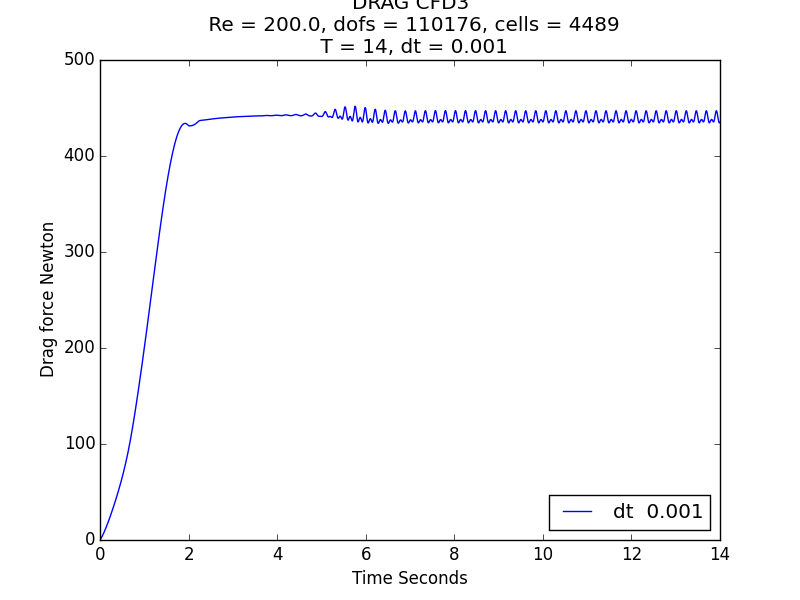 DRAG CFD3
Re = 200.0, dofs = 110176, cells = 4489
T = 14, dt = 0.001
500
400
300
200
100
0
Drag force Newton
dt 0.001
0 2 4 6 8 10 12 14
Time Seconds